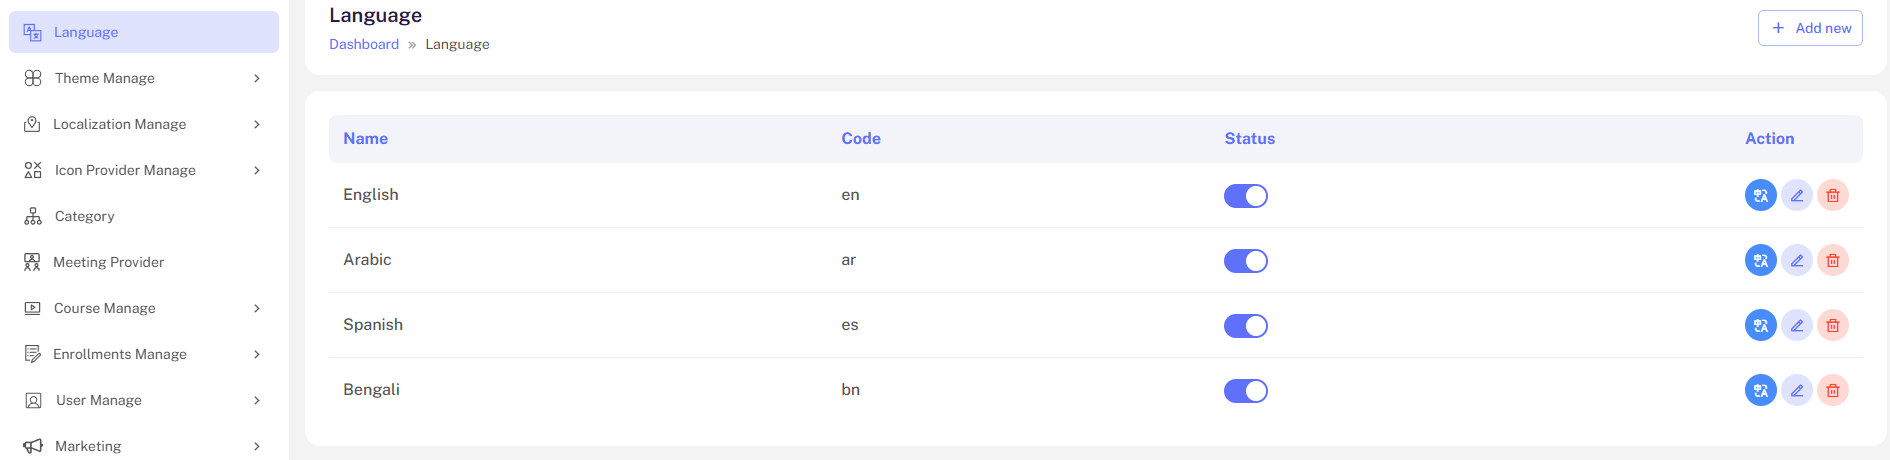 Language
Theme Manage
Localization Manage
Icon Provider Manage
Category
Meeting Provider
Course Manage
Enrollments Manage
User Manage
Marketing
Language
Dashboard » Language
+ Add new
Name Code Status Action
English en
Arabic ar
Spanish es
Bengali bn